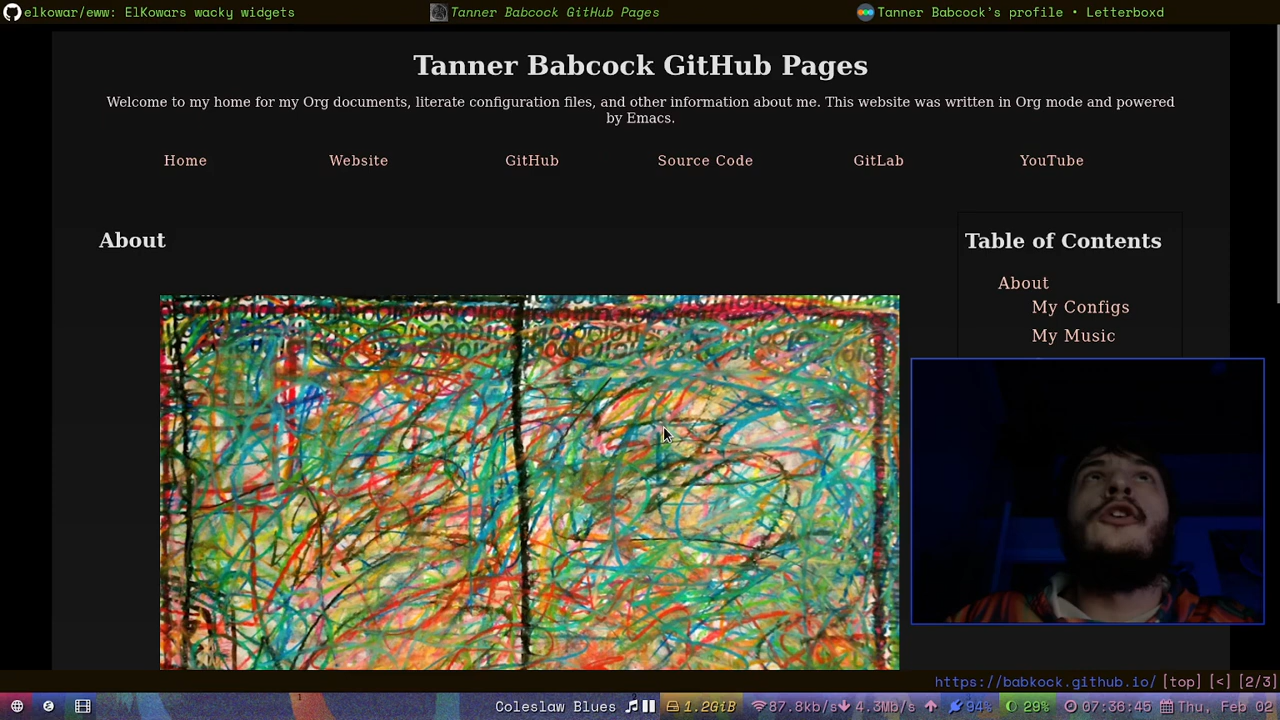 elkowar/eww: ElKowars wacky widgets
Tanner Babcock GitHub Pages
Tanner Babcock's profile • Letterboxd
Tanner Babcock GitHub Pages
Welcome to my home for my Org documents, literate configuration files, and other information about me. This website was written in Org mode and powered
by Emacs.
Home
Website
GitHub
Source Code
GitLab
YouTube
About
Table of Contents
About
My Configs
My Music
https://babkock.github.io/ [top] [<] [2/3]
1
Coleslaw Blues
1.2GiB
87.8kb/s
4.3Mb/s
94%
29%
07:36:45
Thu, Feb 02